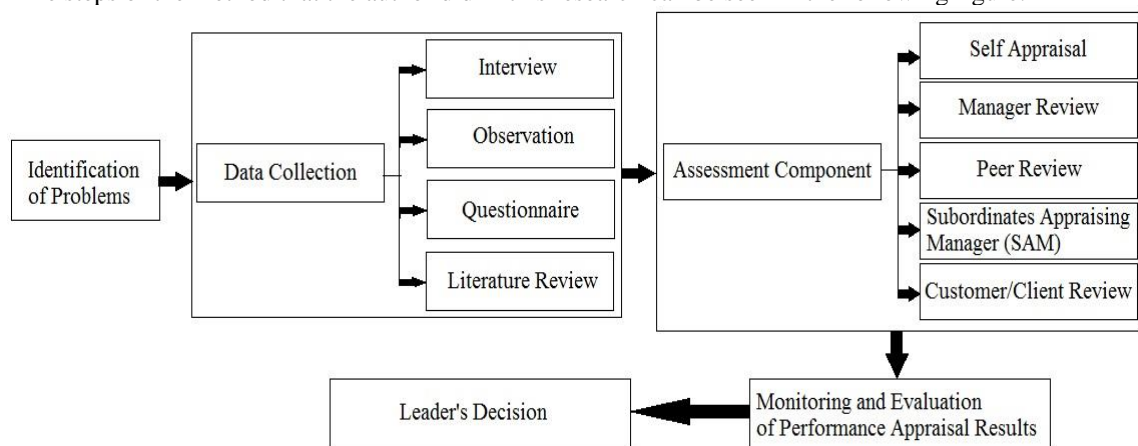 Identification
of Problems
Data Collection
Interview
Observation
Questionnaire
Literature Review
Assessment Component
Self Appraisal
Manager Review
Peer Review
Subordinates Appraising
Manager (SAM)
Customer/Client Review
Monitoring and Evaluation
of Performance Appraisal Results
Leader's Decision